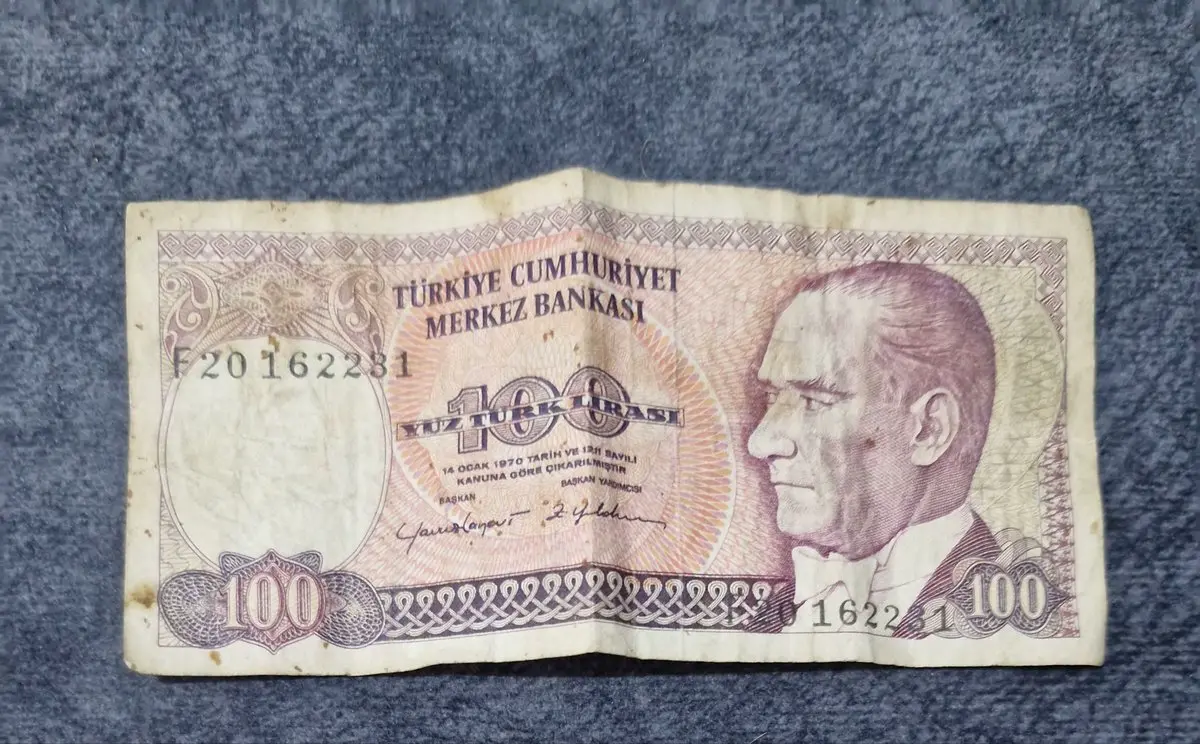 TÜRKİYE CUMHURİYET
MERKEZ BANKASI
F20 162231
100
YÜZ TÜRK LİRASI
14 OCAK 1970 TARİH VE 1211 SAYILI
KANUNA GÖRE ÇIKARILMIŞTIR
BAŞKAN BAŞKAN YARDIMCISI
100 100
F20 162231